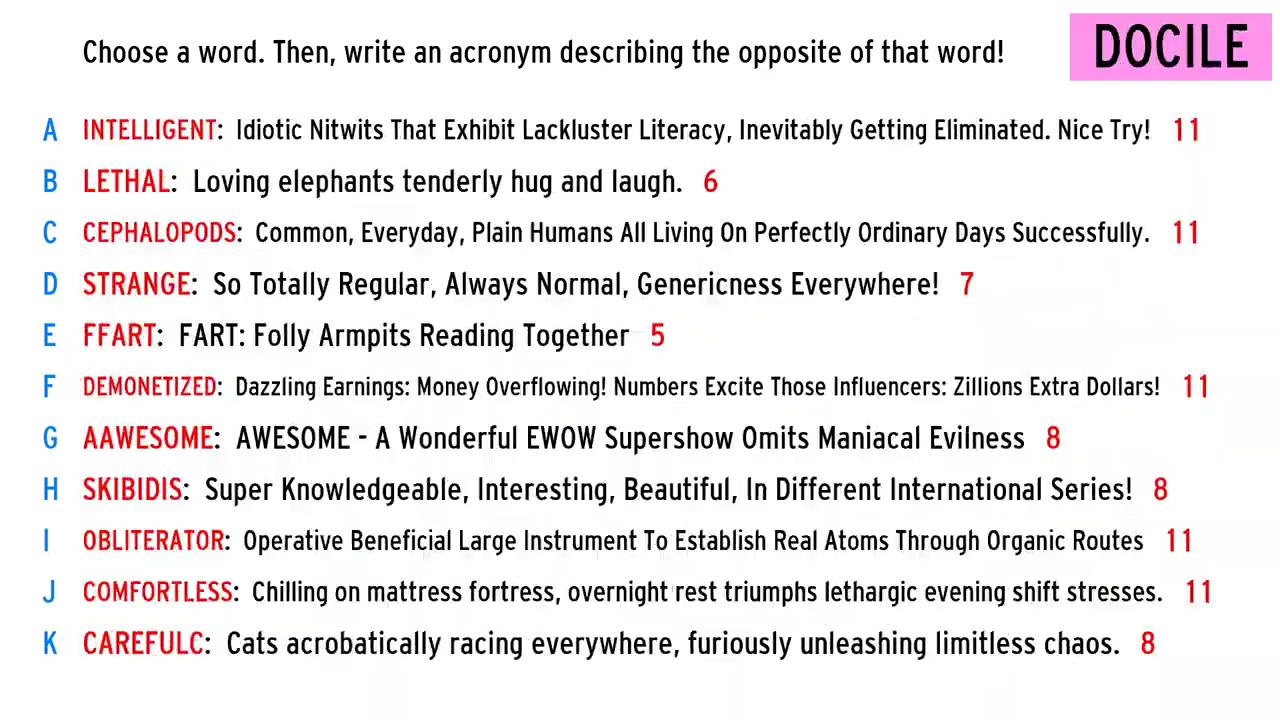 Choose a word. Then, write an acronym describing the opposite of that word!
DOCILE
A INTELLIGENT: Idiotic Nitwits That Exhibit Lackluster Literacy, Inevitably Getting Eliminated. Nice Try! 11
B LETHAL: Loving elephants tenderly hug and laugh. 6
C CEPHALOPODS: Common, Everyday, Plain Humans All Living On Perfectly Ordinary Days Successfully. 11
D STRANGE: So Totally Regular, Always Normal, Genericness Everywhere! 7
E FFART: FART: Folly Armpits Reading Together 5
F DEMONETIZED: Dazzling Earnings: Money Overflowing! Numbers Excite Those Influencers: Zillions Extra Dollars! 11
G AAWESOME: AWESOME - A Wonderful EWOW Supershow Omits Maniacal Evilness 8
H SKIBIDIS: Super Knowledgeable, Interesting, Beautiful, In Different International Series! 8
I OBLITERATOR: Operative Beneficial Large Instrument To Establish Real Atoms Through Organic Routes 11
J COMFORTLESS: Chilling on mattress fortress, overnight rest triumphs lethargic evening shift stresses. 11
K CAREFULC: Cats acrobatically racing everywhere, furiously unleashing limitless chaos. 8